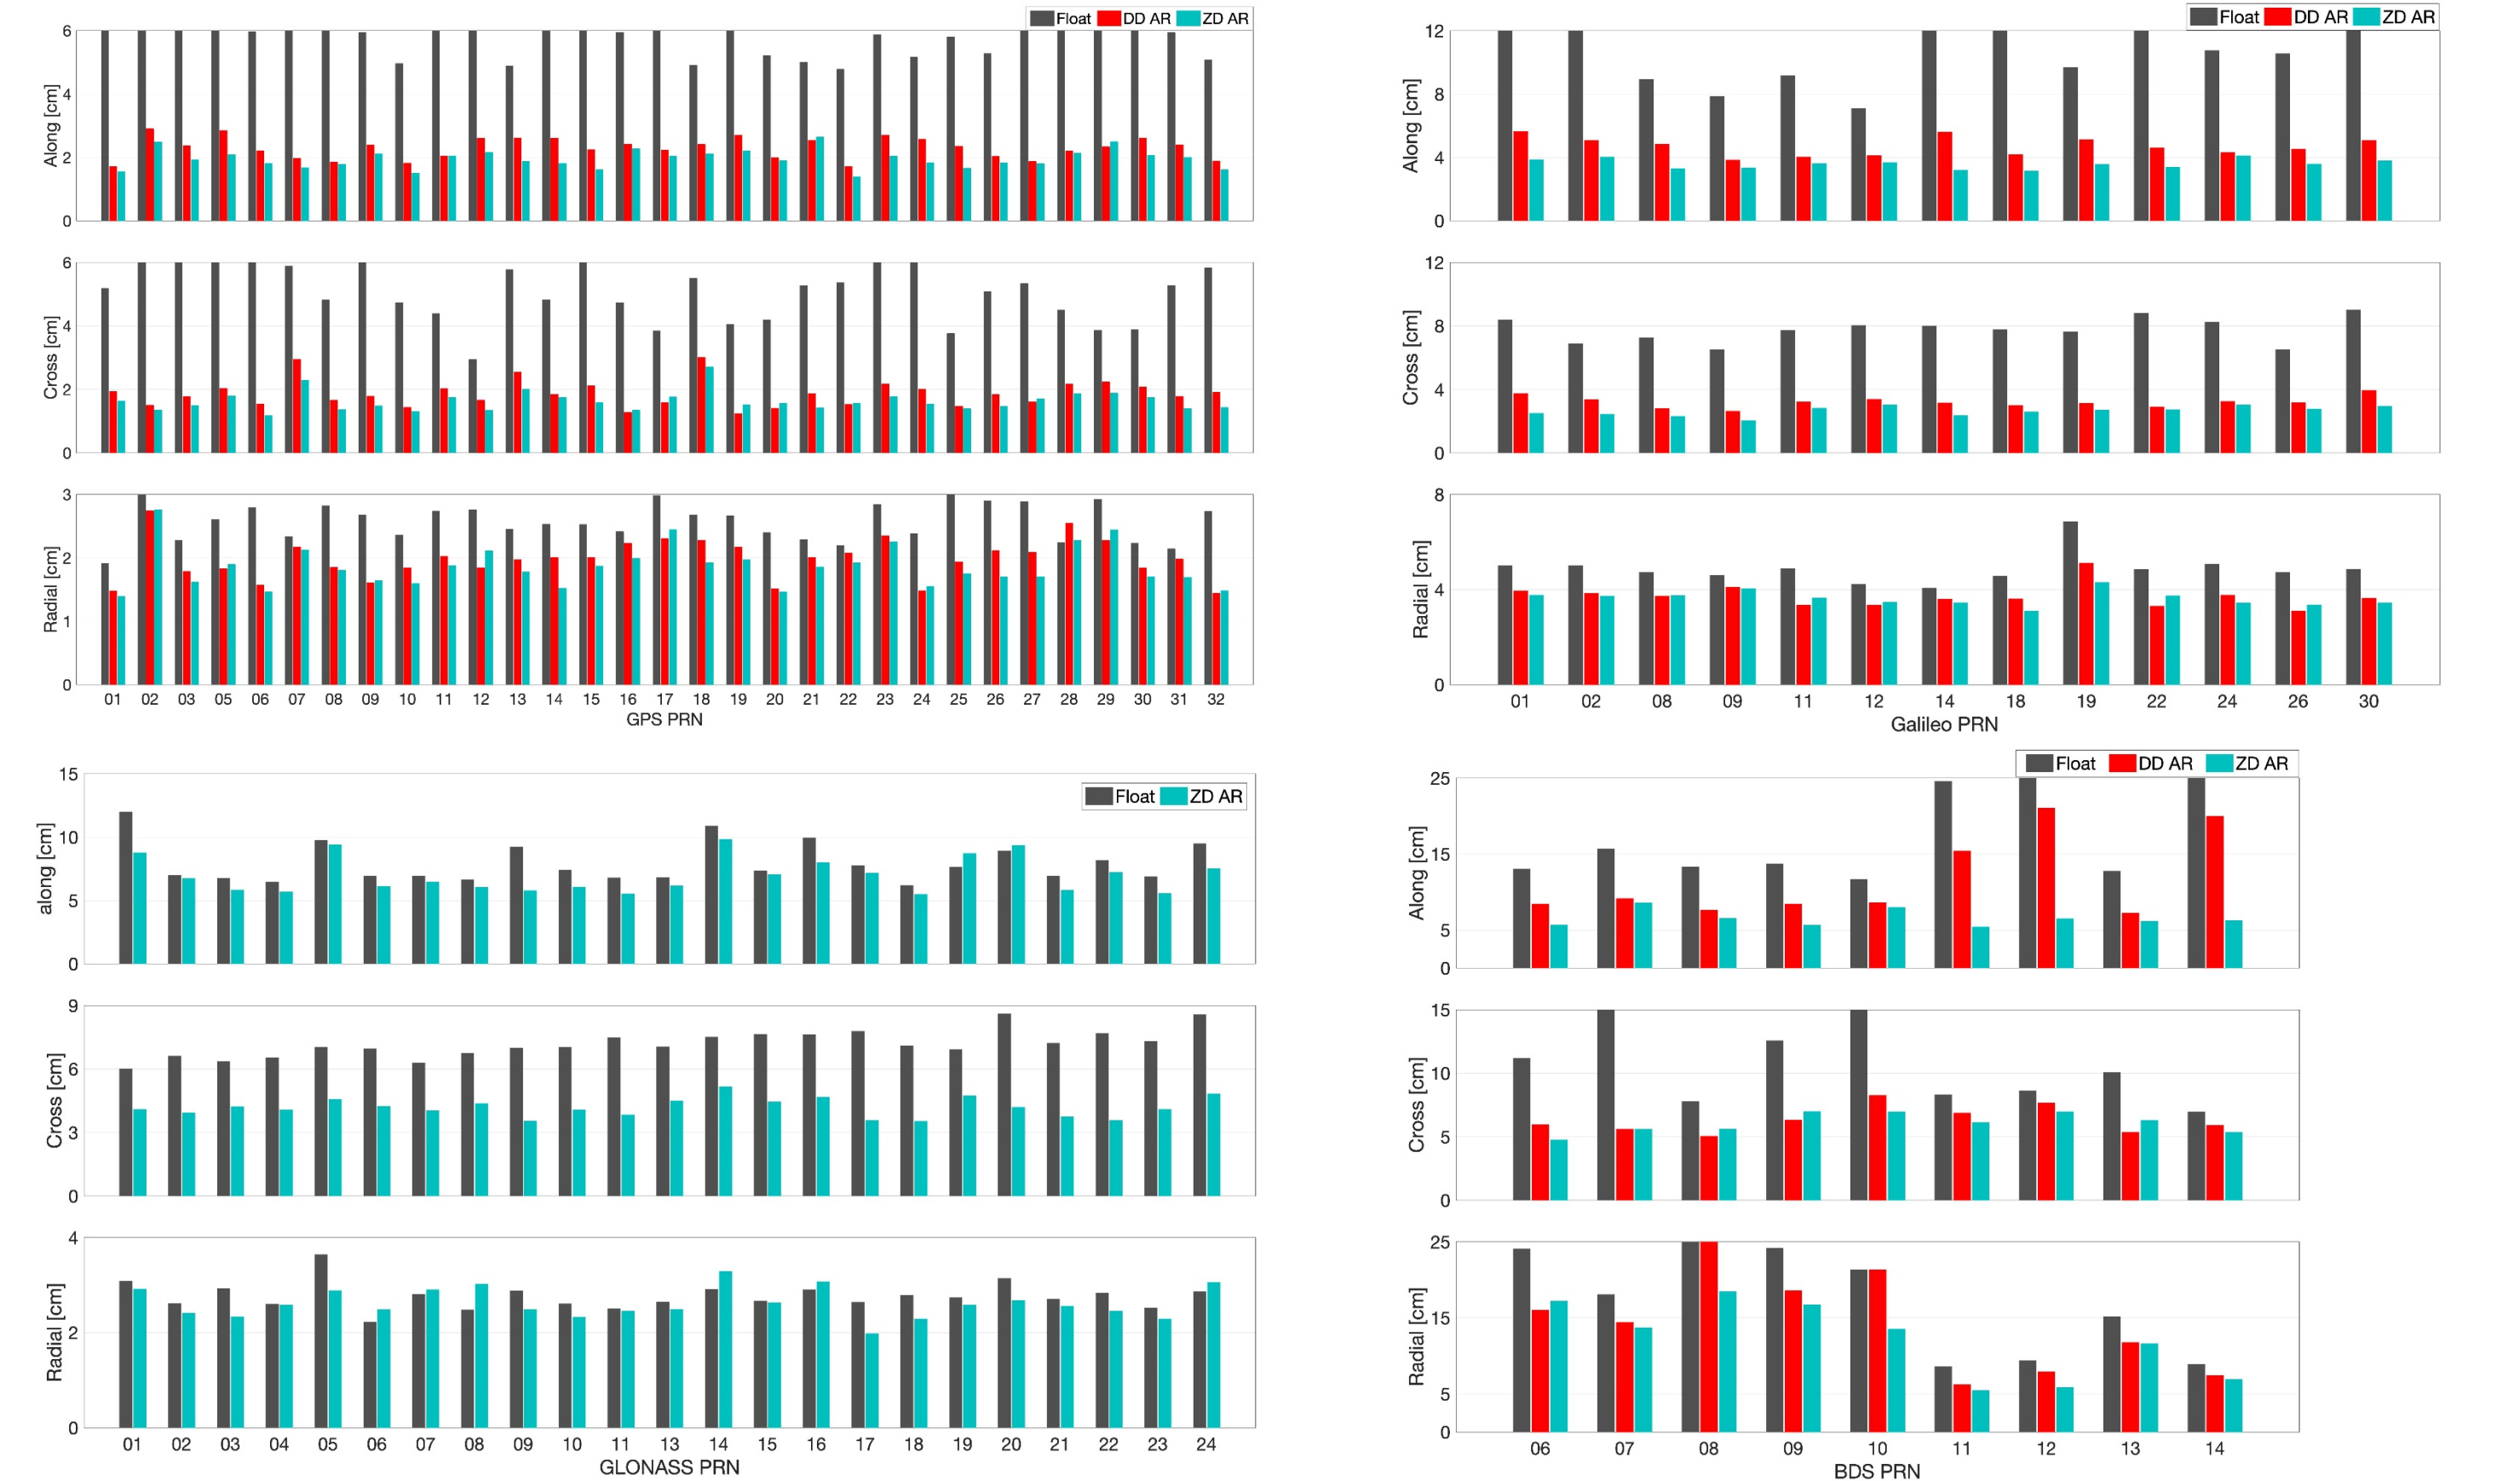 Float DD AR ZD AR
6
4
2
0
Along [cm]
6
4
2
0
Cross [cm]
3
2
1
0
Radial [cm]
01 02 03 05 06 07 08 09 10 11 12 13 14 15 16 17 18 19 20 21 22 23 24 25 26 27 28 29 30 31 32
GPS PRN
Float DD AR ZD AR
12
8
4
0
Along [cm]
12
8
4
0
Cross [cm]
8
4
0
Radial [cm]
01 02 08 09 11 12 14 18 19 22 24 26 30
Galileo PRN
Float ZD AR
15
10
5
0
along [cm]
9
6
3
0
Cross [cm]
4
2
0
Radial [cm]
01 02 03 04 05 06 07 08 09 10 11 13 14 15 16 17 18 19 20 21 22 23 24
GLONASS PRN
Float DD AR ZD AR
25
15
5
0
Along [cm]
15
10
5
0
Cross [cm]
25
15
5
0
Radial [cm]
06 07 08 09 10 11 12 13 14
BDS PRN